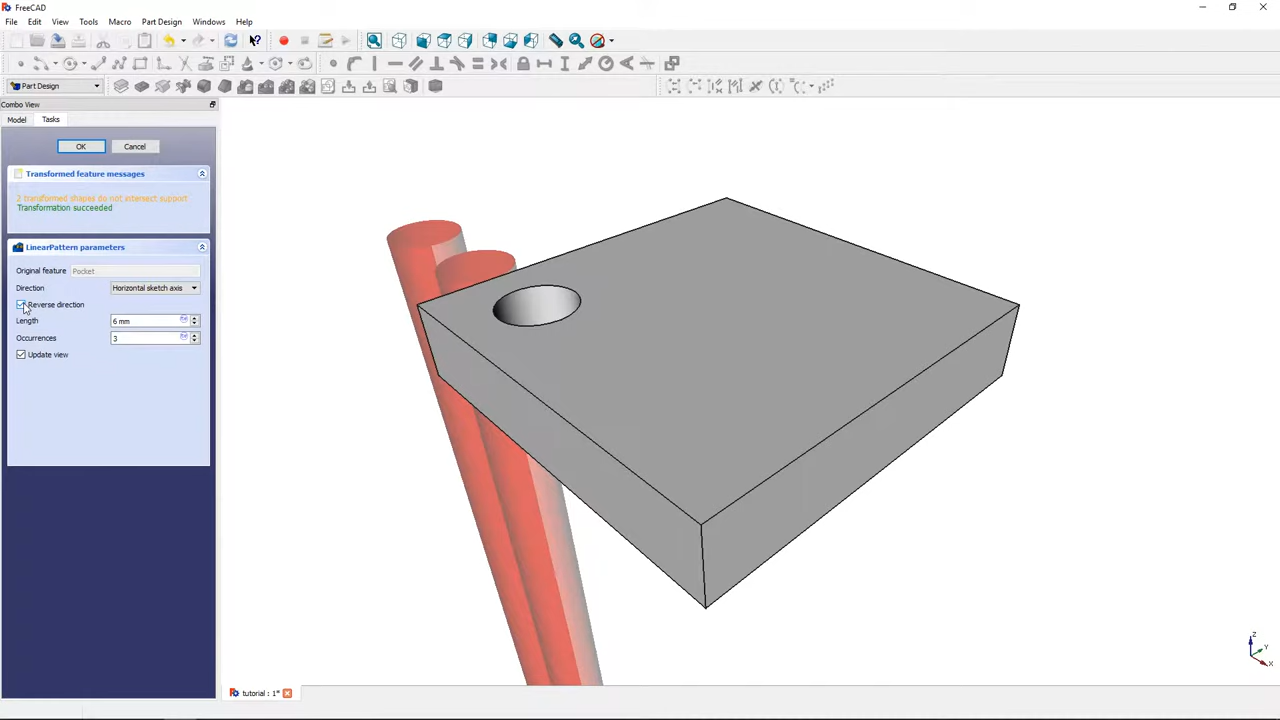 FreeCAD
File Edit View Tools Macro Part Design Windows Help
Part Design
Combo View
Model Tasks
OK Cancel
Transformed feature messages
2 transformed shapes do not intersect support
Transformation succeeded
LinearPattern parameters
Original feature Pocket
Direction Horizontal sketch axis
Reverse direction
Length 6 mm
Occurrences 3
Update view
Z
Y
X
tutorial : 1*